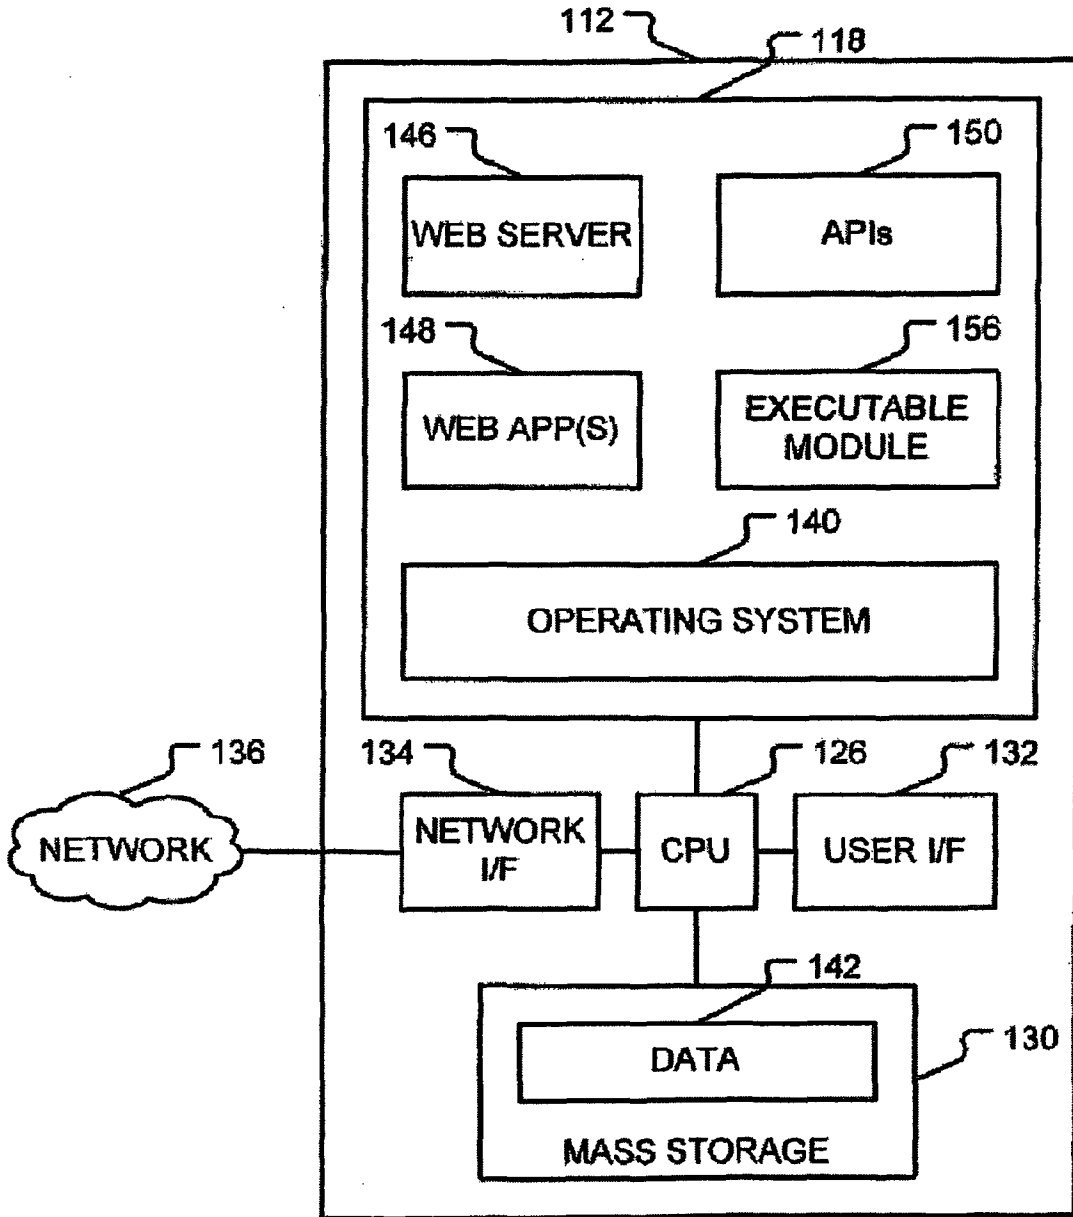 112
118
146
150
WEB SERVER
APIs
148
156
WEB APP(S)
EXECUTABLE
MODULE
140
OPERATING SYSTEM
136
134
126
132
NETWORK
NETWORK
I/F
CPU
USER I/F
142
DATA
130
MASS STORAGE